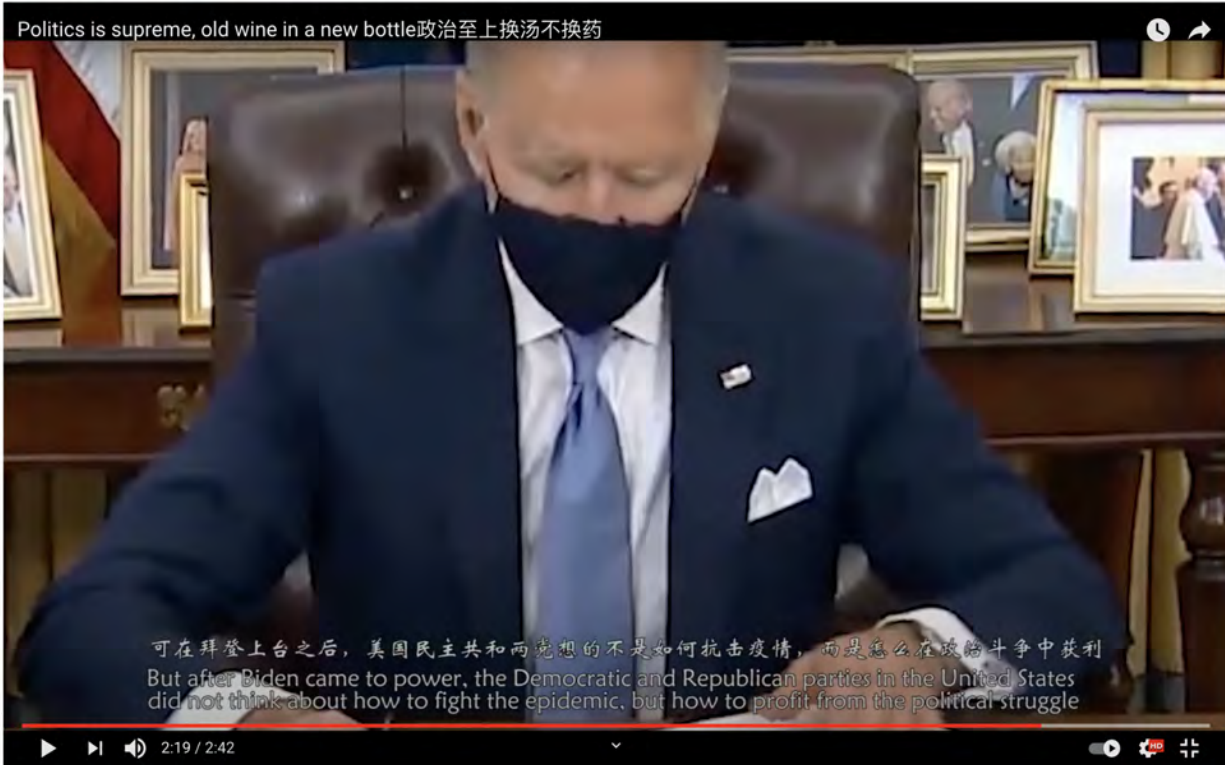 Politics is supreme, old wine in a new bottle政治至上换汤不换药
可在拜登上台之后，美国民主共和两党想的不是如何抗击疫情，而是怎么在政治斗争中获利
But after Biden came to power, the Democratic and Republican parties in the United States
did not think about how to fight the epidemic, but how to profit from the political struggle
2:19 / 2:42
HD